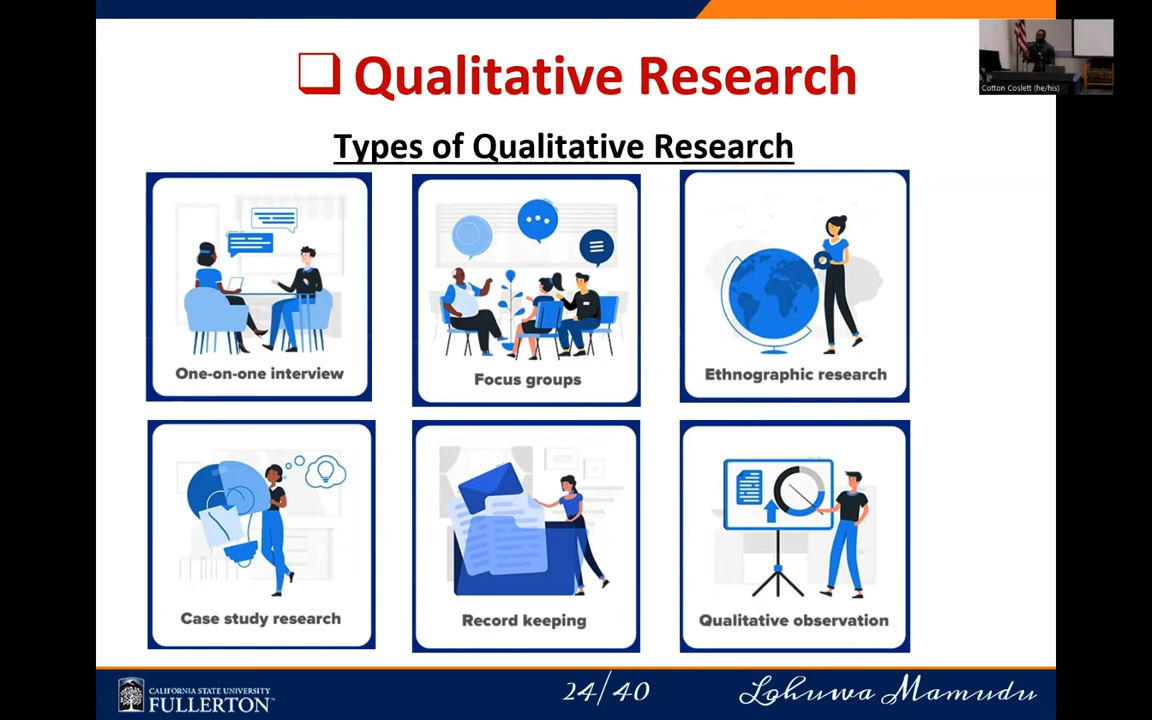 Qualitative Research
Cotton Coslett (he/his)
Types of Qualitative Research
One-on-one interview
Focus groups
Ethnographic research
Case study research
Record keeping
Qualitative observation
CALIFORNIA STATE UNIVERSITY
FULLERTON™
24/40
Lohuwa Mamudu